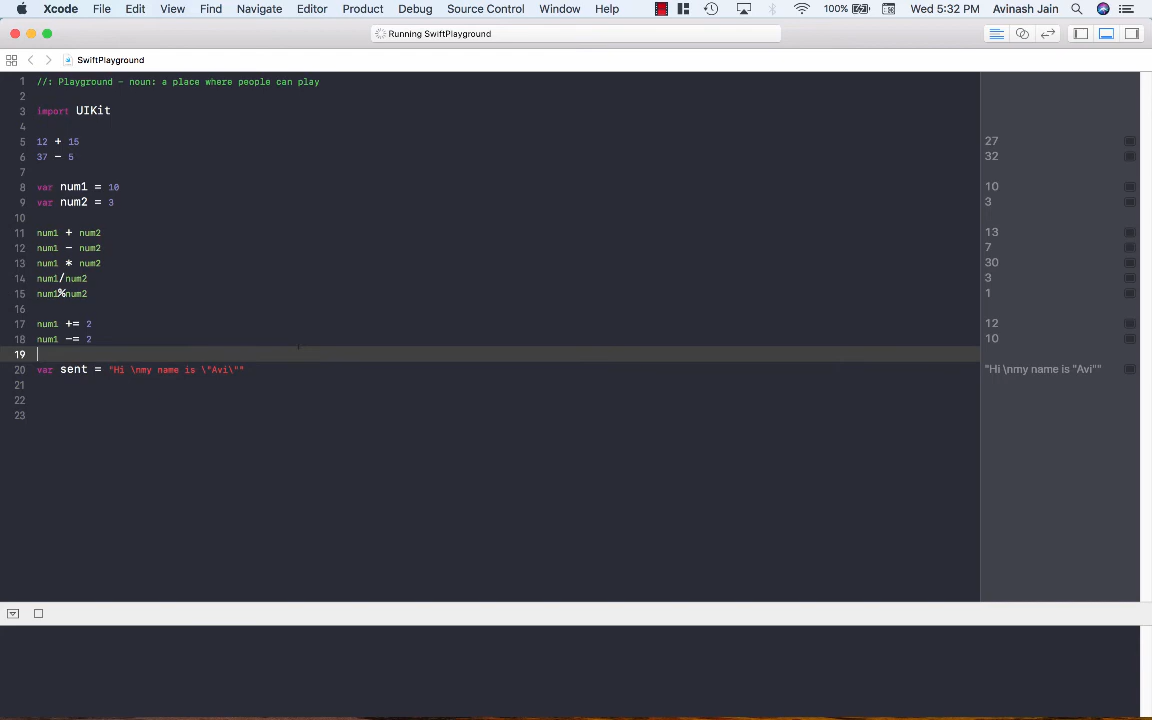 Xcode File Edit View Find Navigate Editor Product Debug Source Control Window Help 100% Wed 5:32 PM Avinash Jain
Running SwiftPlayground
SwiftPlayground
1 //: Playground - noun: a place where people can play
2
3 import UIKit
4
5 12 + 15 27
6 37 - 5 32
7
8 var num1 = 10 10
9 var num2 = 3 3
10
11 num1 + num2 13
12 num1 - num2 7
13 num1 * num2 30
14 num1/num2 3
15 num1%num2 1
16
17 num1 += 2 12
18 num1 -= 2 10
19
20 var sent = "Hi \nmy name is \"Avi\"" "Hi \nmy name is "Avi""
21
22
23